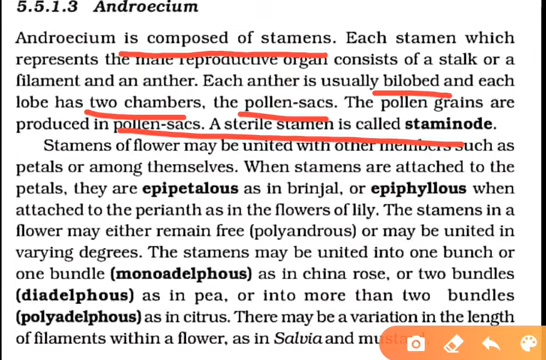 5.5.1.3 Androecium
Androecium is composed of stamens. Each stamen which
represents the male reproductive organ consists of a stalk or a
filament and an anther. Each anther is usually bilobed and each
lobe has two chambers, the pollen-sacs. The pollen grains are
produced in pollen-sacs. A sterile stamen is called staminode.
Stamens of flower may be united with other members such as
petals or among themselves. When stamens are attached to the
petals, they are epipetalous as in brinjal, or epiphyllous when
attached to the perianth as in the flowers of lily. The stamens in a
flower may either remain free (polyandrous) or may be united in
varying degrees. The stamens may be united into one bunch or
one bundle (monoadelphous) as in china rose, or two bundles
(diadelphous) as in pea, or into more than two bundles
(polyadelphous) as in citrus. There may be a variation in the length
of filaments within a flower, as in Salvia and